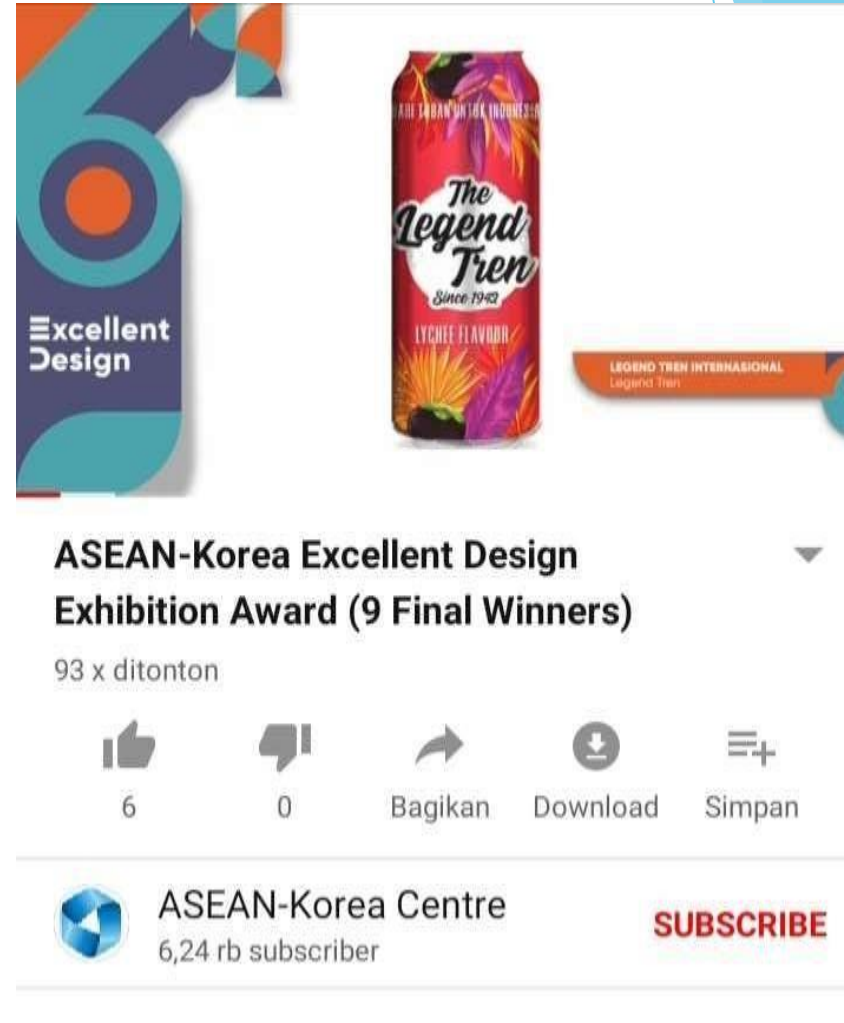 UNTUK INDONESIA
The
Legend
Tren
Since 1942
LYCHEE FLAVOUR
Excellent
Design
LEGEND TREN INTERNASIONAL
Legend Tren
ASEAN-Korea Excellent Design
Exhibition Award (9 Final Winners)
93 x ditonton
6
0
Bagikan
Download
Simpan
ASEAN-Korea Centre
6,24 rb subscriber
SUBSCRIBE